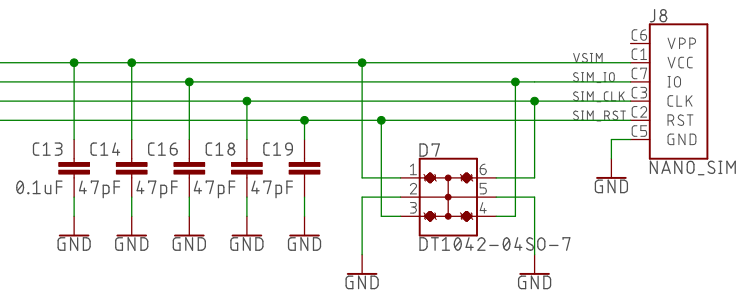 J8
C6 VPP
VSIM C1 VCC
SIM_IO C7 IO
SIM_CLK C3 CLK
SIM_RST C2 RST
C5 GND
NANO_SIM
GND
C13 C14 C16 C18 C19
0.1uF 47pF 47pF 47pF 47pF
GND GND GND GND GND
D7
1 6
2 5
3 4
DT1042-04SO-7
GND GND